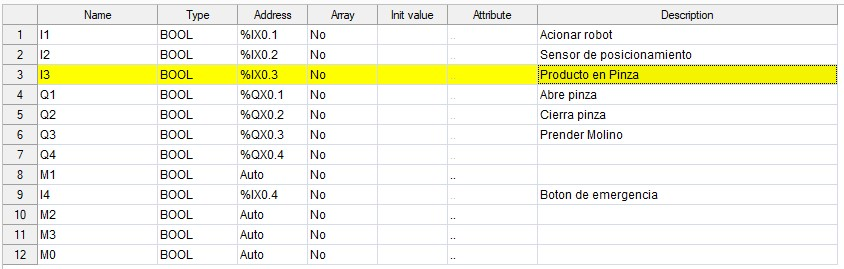 Name Type Address Array Init value Attribute Description
1 I1 BOOL %IX0.1 No .. Acionar robot
2 I2 BOOL %IX0.2 No .. Sensor de posicionamiento
3 I3 BOOL %IX0.3 No .. Producto en Pinza
4 Q1 BOOL %QX0.1 No .. Abre pinza
5 Q2 BOOL %QX0.2 No .. Cierra pinza
6 Q3 BOOL %QX0.3 No .. Prender Molino
7 Q4 BOOL %QX0.4 No ..
8 M1 BOOL Auto No ..
9 I4 BOOL %IX0.4 No .. Boton de emergencia
10 M2 BOOL Auto No ..
11 M3 BOOL Auto No ..
12 M0 BOOL Auto No ..